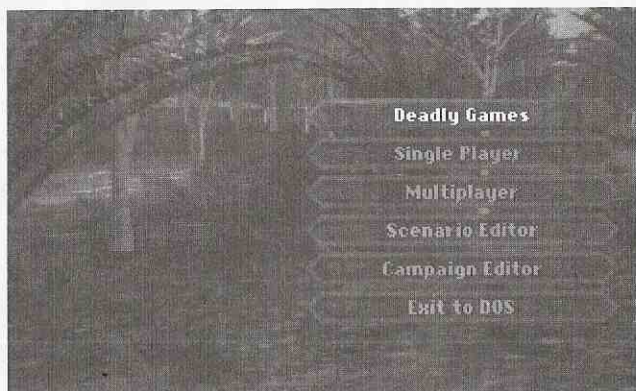 Deadly Games
Single Player
Multiplayer
Scenario Editor
Campaign Editor
Exit to DOS